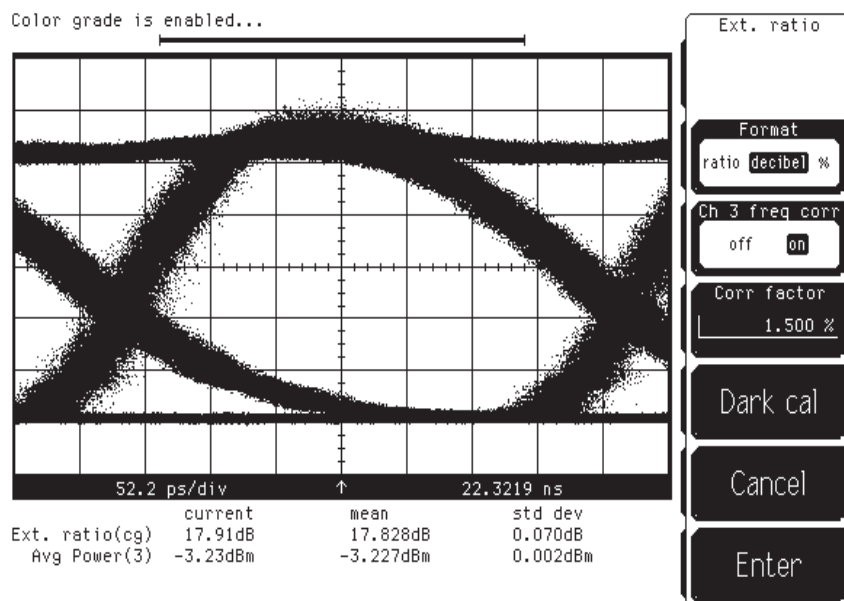 Color grade is enabled...
Ext. ratio
Format
ratio decibel %
Ch 3 freq corr
off on
Corr factor
1.500 %
Dark cal
Cancel
Enter
52.2 ps/div ↑ 22.3219 ns
current mean std dev
Ext. ratio(cg) 17.91dB 17.828dB 0.070dB
Avg Power(3) -3.23dBm -3.227dBm 0.002dBm